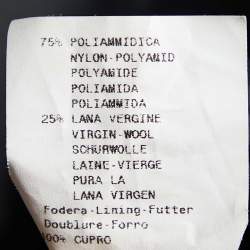 75% POLIAMMIDICA
NYLON-POLYAMID
POLYAMIDE
POLIAMIDA
POLIAMMIDA
25% LANA VERGINE
VIRGIN-WOOL
SCHURWOLLE
LAINE-VIERGE
PURA LA
LANA VIRGEN
Fodera-Lining-Futter
Doublure-Forro
00% CUPRO